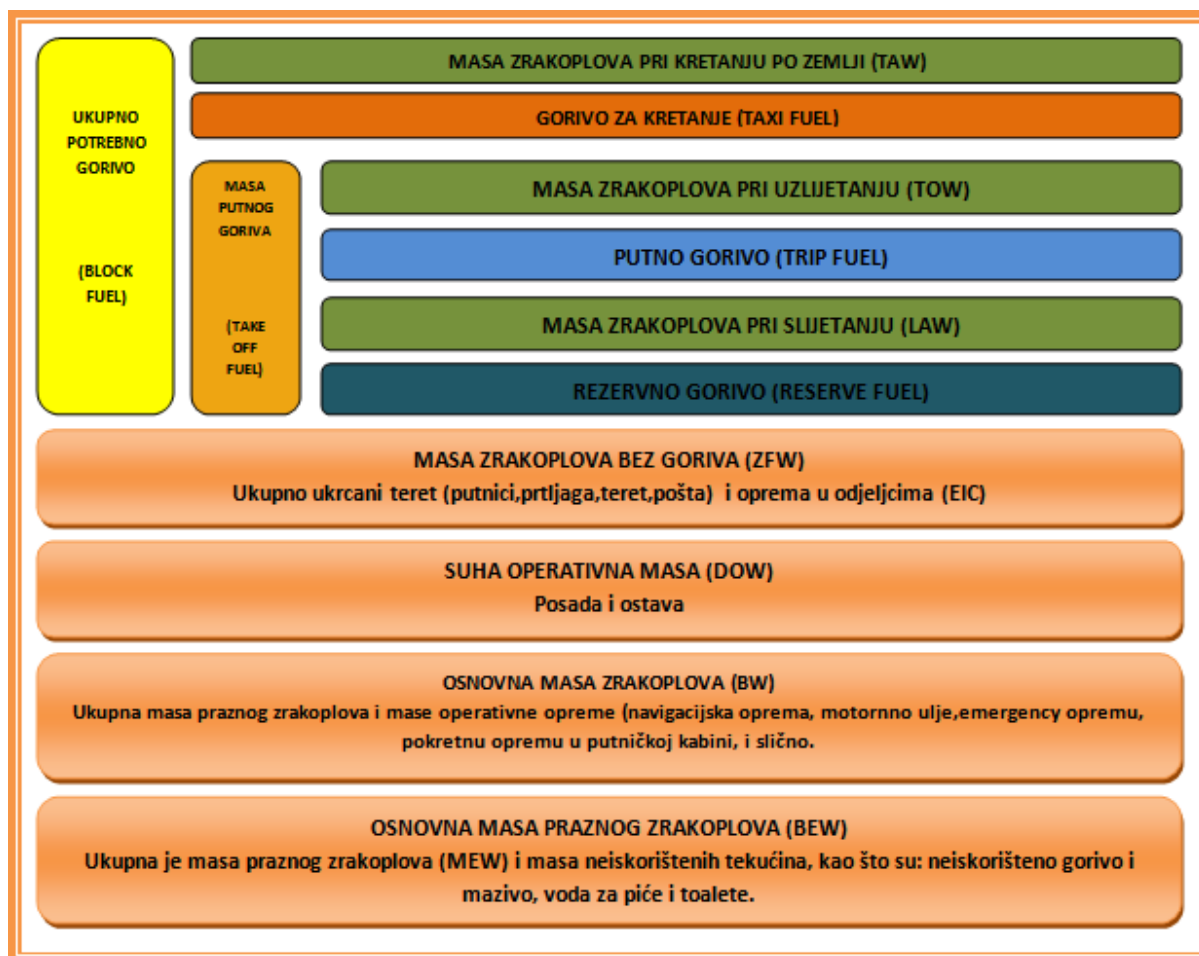 UKUPNO
POTREBNO
GORIVO
(BLOCK
FUEL)
MASA ZRAKOPLOVA PRI KRETANJU PO ZEMLJI (TAW)
GORIVO ZA KRETANJE (TAXI FUEL)
MASA
PUTNOG
GORIVA
(TAKE
OFF
FUEL)
MASA ZRAKOPLOVA PRI UZLIJETANJU (TOW)
PUTNO GORIVO (TRIP FUEL)
MASA ZRAKOPLOVA PRI SLIJETANJU (LAW)
REZERVNO GORIVO (RESERVE FUEL)
MASA ZRAKOPLOVA BEZ GORIVA (ZFW)
Ukupno ukrcani teret (putnici,prtljaga,teret,pošta) i oprema u odjeljcima (EIC)
SUHA OPERATIVNA MASA (DOW)
Posada i ostava
OSNOVNA MASA ZRAKOPLOVA (BW)
Ukupna masa praznog zrakoplova i mase operativne opreme (navigacijska oprema, motornno ulje,emergency opremu,
pokretnu opremu u putničkoj kabini, i slično.
OSNOVNA MASA PRAZNOG ZRAKOPLOVA (BEW)
Ukupna je masa praznog zrakoplova (MEW) i masa neiskorištenih tekućina, kao što su: neiskorišteno gorivo i
mazivo, voda za piće i toalete.